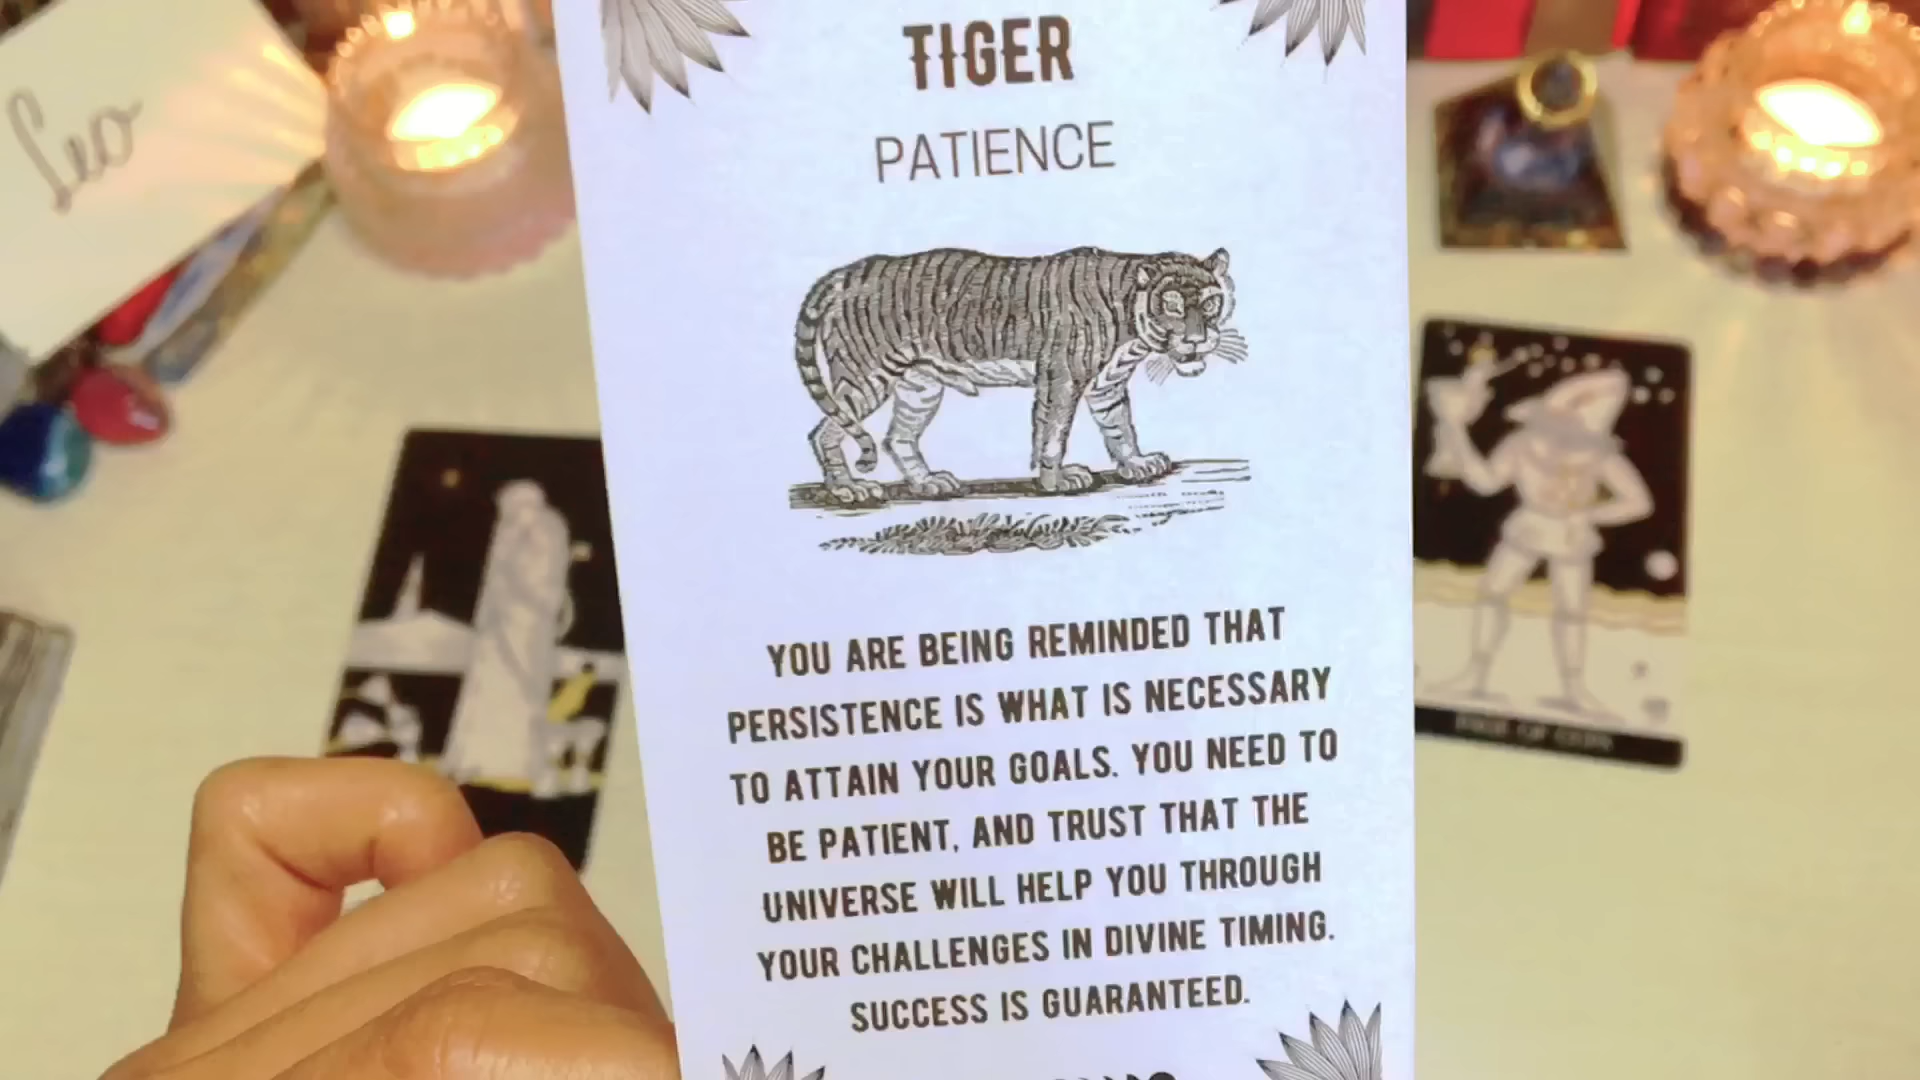 Leo
TIGER
PATIENCE
YOU ARE BEING REMINDED THAT
PERSISTENCE IS WHAT IS NECESSARY
TO ATTAIN YOUR GOALS. YOU NEED TO
BE PATIENT, AND TRUST THAT THE
UNIVERSE WILL HELP YOU THROUGH
YOUR CHALLENGES IN DIVINE TIMING.
SUCCESS IS GUARANTEED.